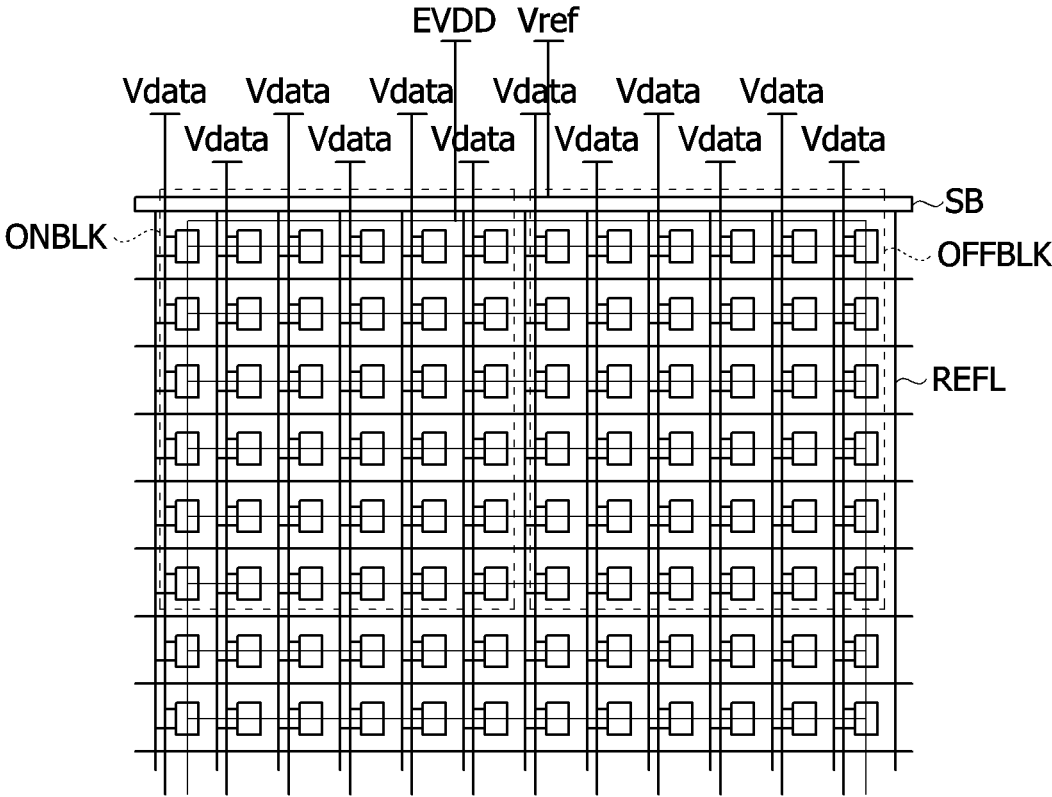 EVDD Vref
Vdata Vdata Vdata Vdata Vdata Vdata
Vdata Vdata Vdata Vdata Vdata Vdata
SB
ONBLK
OFFBLK
REFL